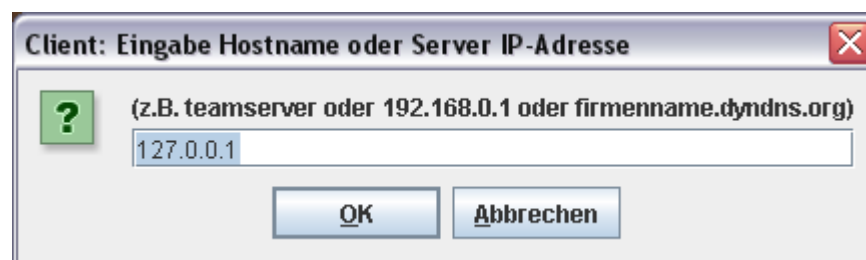 Client: Eingabe Hostname oder Server IP-Adresse
(z.B. teamserver oder 192.168.0.1 oder firmenname.dyndns.org)
127.0.0.1
OK
Abbrechen